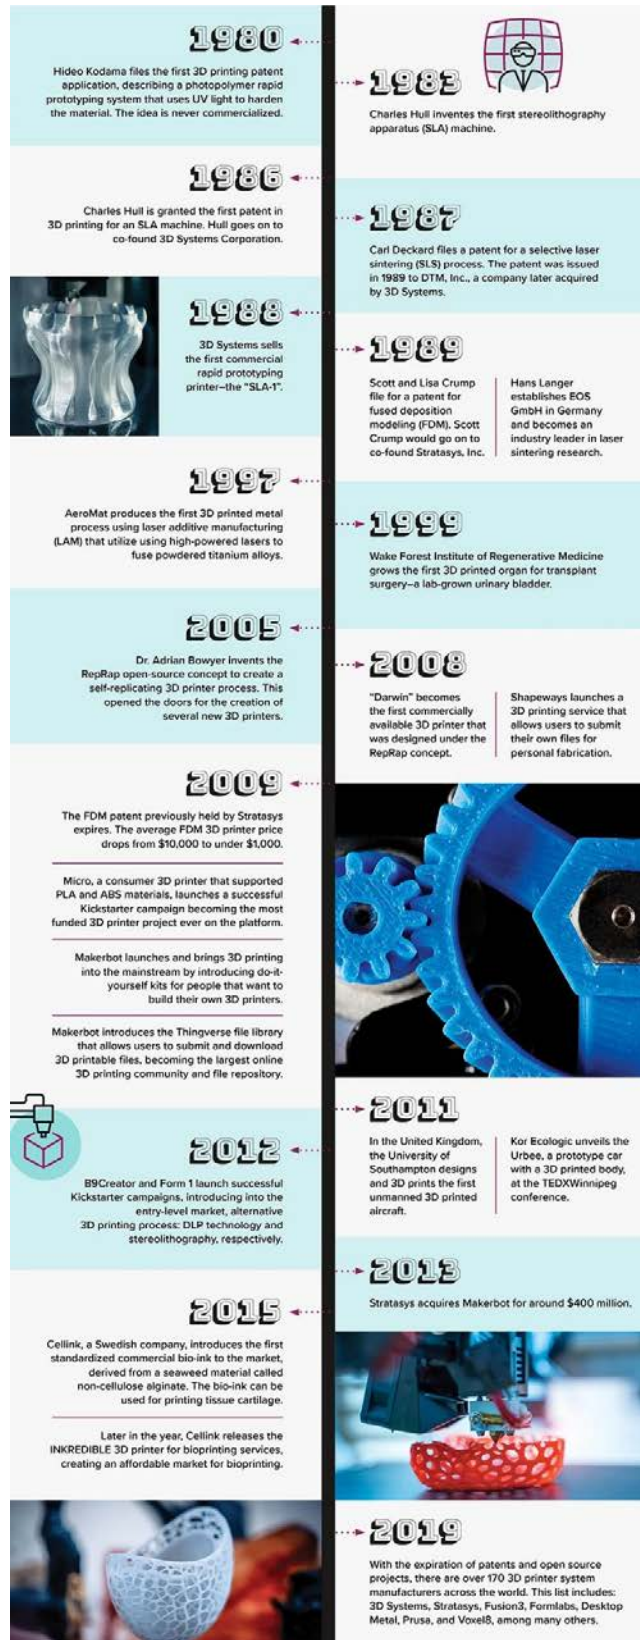 1980
Hideo Kodama files the first 3D printing patent
application, describing a photopolymer rapid
prototyping system that uses UV light to harden
the material. The idea is never commercialized.
1983
Charles Hull inventes the first stereolithography
apparatus (SLA) machine.
1986
Charles Hull is granted the first patent in
3D printing for an SLA machine. Hull goes on to
co-found 3D Systems Corporation.
1987
Carl Deckard files a patent for a selective laser
sintering (SLS) process. The patent was issued
in 1989 to DTM, Inc., a company later acquired
by 3D Systems.
1988
3D Systems sells
the first commercial
rapid prototyping
printer–the "SLA-1".
1989
Scott and Lisa Crump
file for a patent for
fused deposition
modeling (FDM). Scott
Crump would go on to
co-found Stratasys, Inc.
Hans Langer
establishes EOS
GmbH in Germany
and becomes an
industry leader in laser
sintering research.
1997
AeroMat produces the first 3D printed metal
process using laser additive manufacturing
(LAM) that utilize using high-powered lasers to
fuse powdered titanium alloys.
1999
Wake Forest Institute of Regenerative Medicine
grows the first 3D printed organ for transplant
surgery–a lab-grown urinary bladder.
2005
Dr. Adrian Bowyer invents the
RepRap open-source concept to create a
self-replicating 3D printer process. This
opened the doors for the creation of
several new 3D printers.
2008
"Darwin" becomes
the first commercially
available 3D printer that
was designed under the
RepRap concept.
Shapeways launches a
3D printing service that
allows users to submit
their own files for
personal fabrication.
2009
The FDM patent previously held by Stratasys
expires. The average FDM 3D printer price
drops from $10,000 to under $1,000.
Micro, a consumer 3D printer that supported
PLA and ABS materials, launches a successful
Kickstarter campaign becoming the most
funded 3D printer project ever on the platform.
Makerbot launches and brings 3D printing
into the mainstream by introducing do-it-
yourself kits for people that want to
build their own 3D printers.
Makerbot introduces the Thingverse file library
that allows users to submit and download
3D printable files, becoming the largest online
3D printing community and file repository.
2011
In the United Kingdom,
the University of
Southampton designs
and 3D prints the first
unmanned 3D printed
aircraft.
Kor Ecologic unveils the
Urbee, a prototype car
with a 3D printed body,
at the TEDXWinnipeg
conference.
2012
B9Creator and Form 1 launch successful
Kickstarter campaigns, introducing into the
entry-level market, alternative
3D printing process: DLP technology and
stereolithography, respectively.
2013
Stratasys acquires Makerbot for around $400 million.
2015
Cellink, a Swedish company, introduces the first
standardized commercial bio-ink to the market,
derived from a seaweed material called
non-cellulose alginate. The bio-ink can be
used for printing tissue cartilage.
Later in the year, Cellink releases the
INKREDIBLE 3D printer for bioprinting services,
creating an affordable market for bioprinting.
2019
With the expiration of patents and open source
projects, there are over 170 3D printer system
manufacturers across the world. This list includes:
3D Systems, Stratasys, Fusion3, Formlabs, Desktop
Metal, Prusa, and Voxel8, among many others.